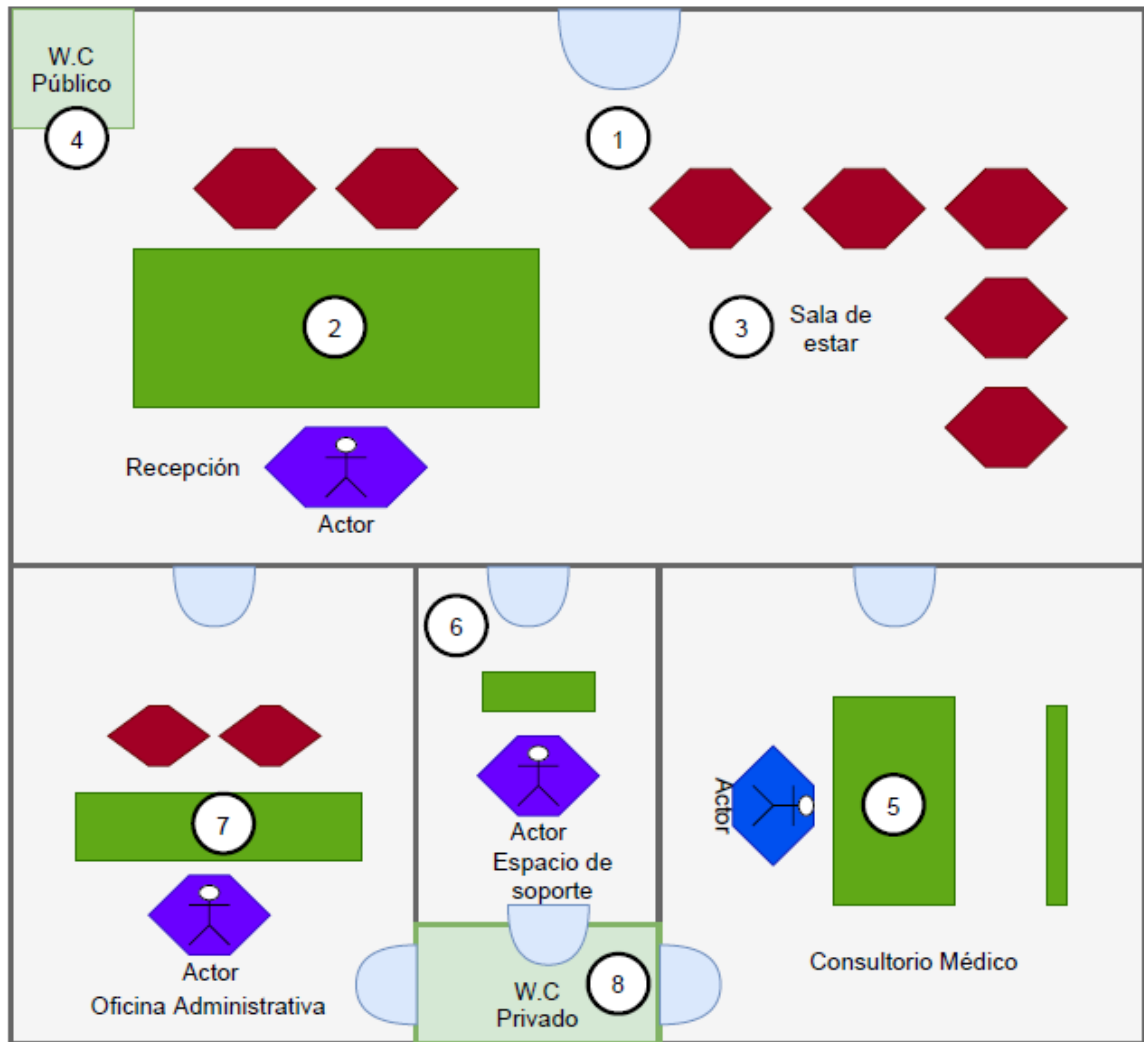 W.C
Público
4
1
2
3
Sala de
estar
Recepción
Actor
6
7
Actor
Oficina Administrativa
Actor
Espacio de
soporte
Actor
5
Consultorio Médico
W.C
Privado
8